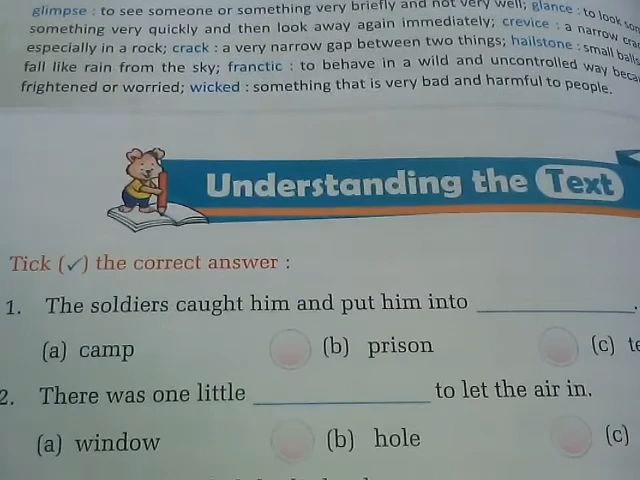 glimpse : to see someone or something very briefly and not very well; glance : to look
something very quickly and then look away again immediately; crevice : a narrow
especially in a rock; crack : a very narrow gap between two things; hailstone : small balls
fall like rain from the sky; franctic : to behave in a wild and uncontrolled way
frightened or worried; wicked : something that is very bad and harmful to people.
Understanding the Text
Tick (✓) the correct answer :
1. The soldiers caught him and put him into ____________.
(a) camp (b) prison (c)
2. There was one little ____________ to let the air in.
(a) window (b) hole (c)